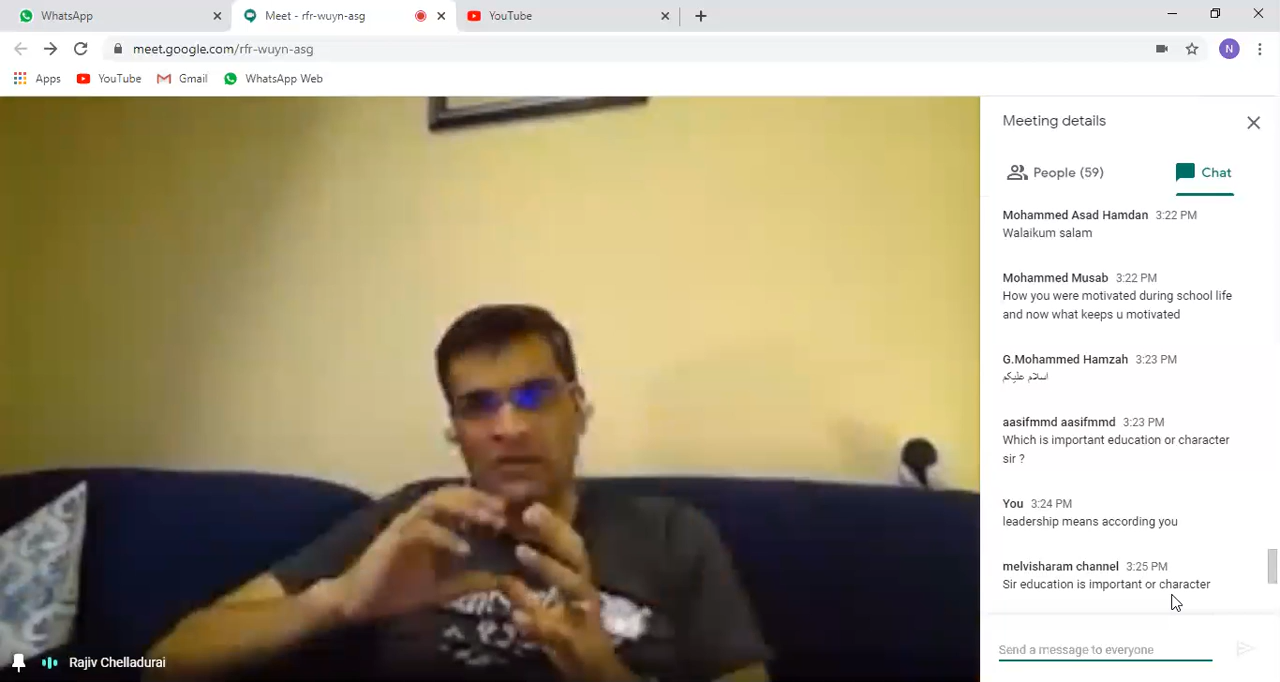 WhatsApp
Meet - rfr-wuyn-asg
YouTube
meet.google.com/rfr-wuyn-asg
N
Apps
YouTube
Gmail
WhatsApp Web
Meeting details
People (59)
Chat
Mohammed Asad Hamdan 3:22 PM
Walaikum salam
Mohammed Musab 3:22 PM
How you were motivated during school life
and now what keeps u motivated
G.Mohammed Hamzah 3:23 PM
اسلام علیکم
aasifmmd aasifmmd 3:23 PM
Which is important education or character
sir ?
You 3:24 PM
leadership means according you
melvisharam channel 3:25 PM
Sir education is important or character
Send a message to everyone
Rajiv Chelladurai